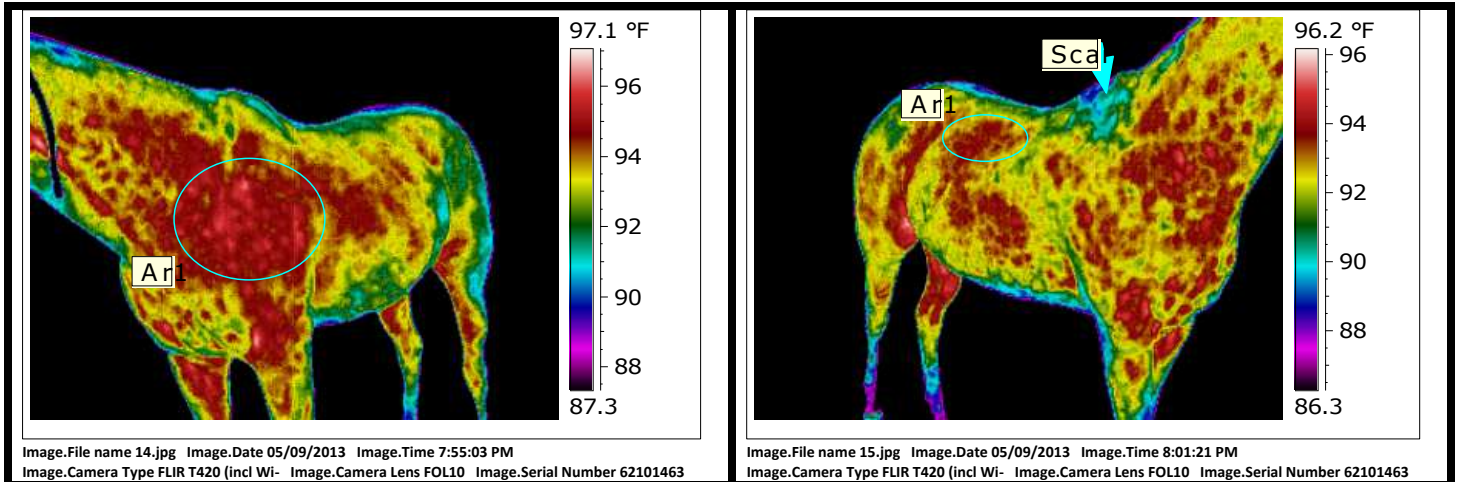 97.1 °F
96
94
92
90
88
87.3
Ar1
Image.File name 14.jpg Image.Date 05/09/2013 Image.Time 7:55:03 PM
Image.Camera Type FLIR T420 (incl Wi- Image.Camera Lens FOL10 Image.Serial Number 62101463
96.2 °F
96
94
92
90
88
86.3
Scar
Ar1
Image.File name 15.jpg Image.Date 05/09/2013 Image.Time 8:01:21 PM
Image.Camera Type FLIR T420 (incl Wi- Image.Camera Lens FOL10 Image.Serial Number 62101463